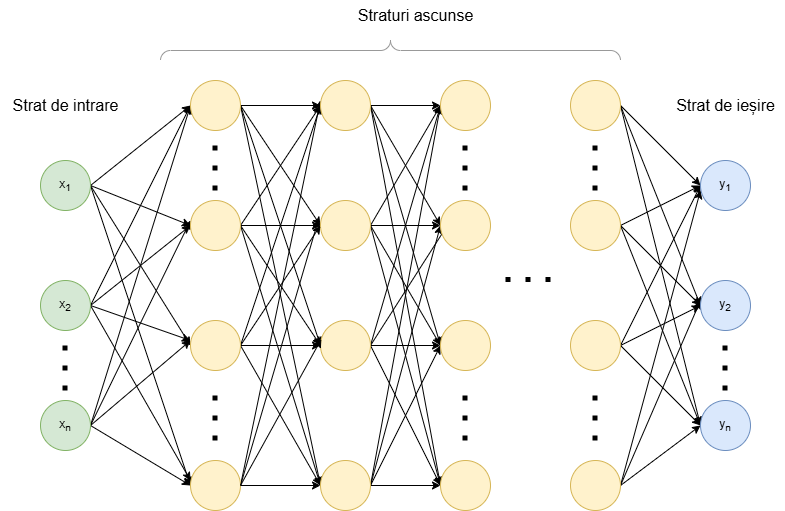 Straturi ascunse
Strat de intrare
Strat de ieșire
x₁
y₁
x₂
y₂
xₙ
yₙ